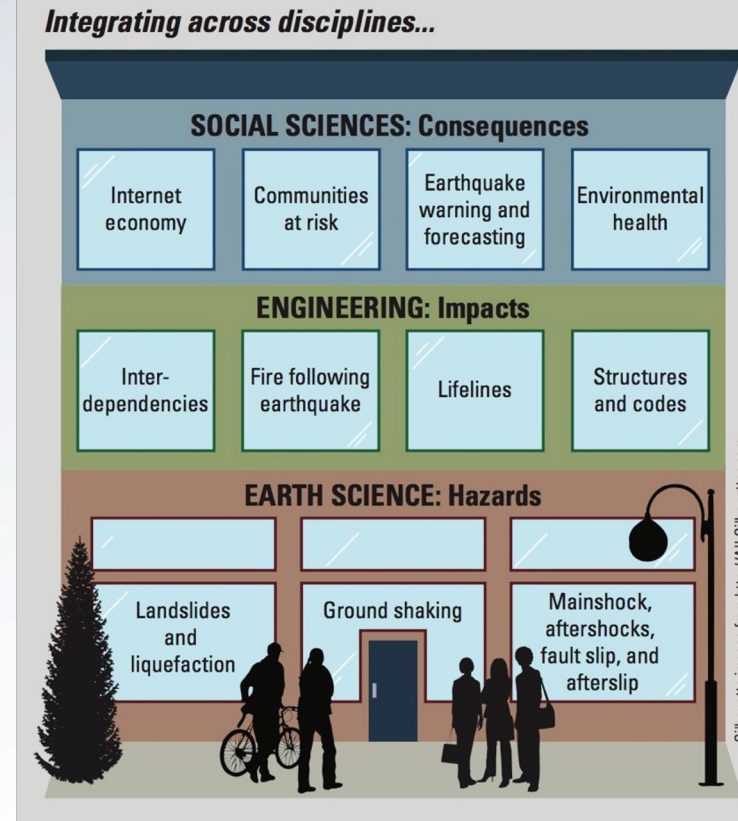 Integrating across disciplines...
SOCIAL SCIENCES: Consequences
Internet
economy
Communities
at risk
Earthquake
warning and
forecasting
Environmental
health
ENGINEERING: Impacts
Inter-
dependencies
Fire following
earthquake
Lifelines
Structures
and codes
EARTH SCIENCE: Hazards
Landslides
and
liquefaction
Ground shaking
Mainshock,
aftershocks,
fault slip, and
afterslip